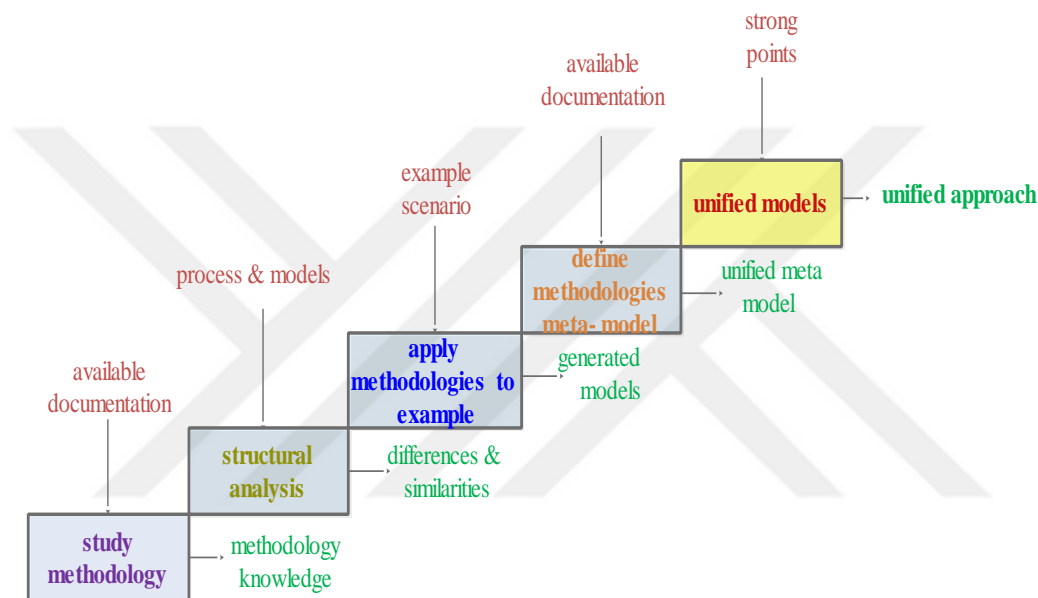 strong
points
available
documentation
unified models
unified approach
example
scenario
define
methodologies
meta- model
unified meta
model
process & models
apply
methodologies to
example
generated
models
available
documentation
structural
analysis
differences &
similarities
study
methodology
methodology
knowledge